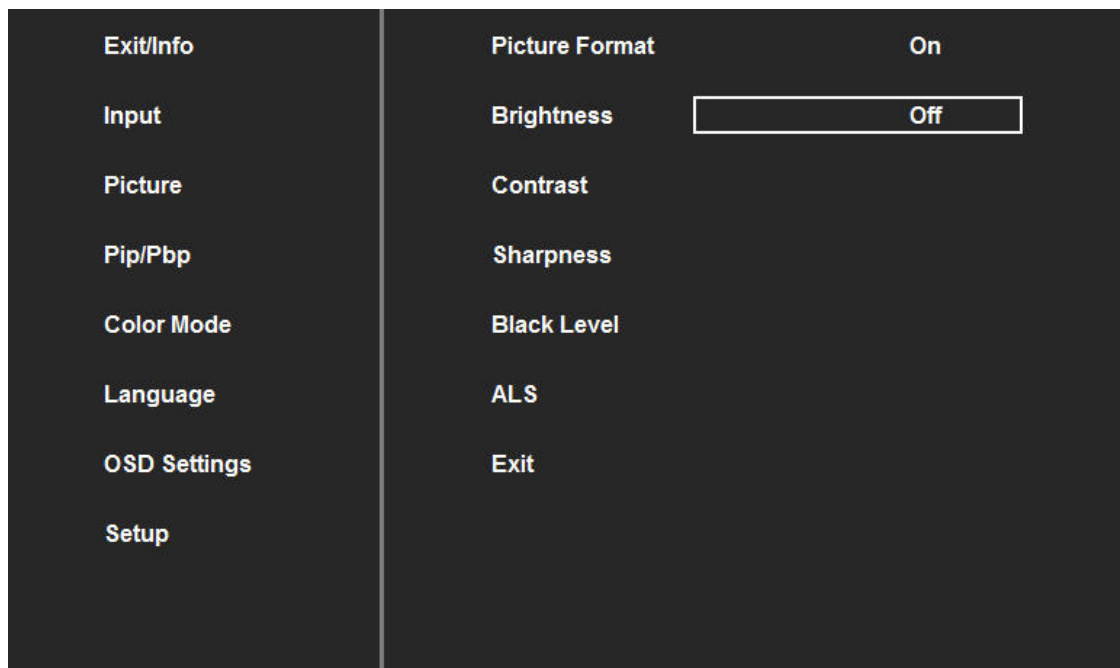 Exit/Info
Input
Picture
Pip/Pbp
Color Mode
Language
OSD Settings
Setup
Picture Format
Brightness
Contrast
Sharpness
Black Level
ALS
Exit
On
Off